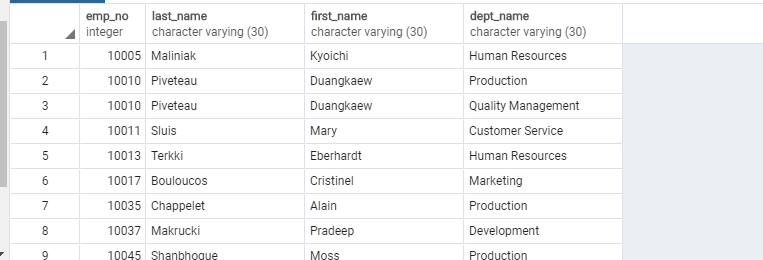 emp_no last_name first_name dept_name
integer character varying (30) character varying (30) character varying (30)
1 10005 Maliniak Kyoichi Human Resources
2 10010 Piveteau Duangkaew Production
3 10010 Piveteau Duangkaew Quality Management
4 10011 Sluis Mary Customer Service
5 10013 Terkki Eberhardt Human Resources
6 10017 Bouloucos Cristinel Marketing
7 10035 Chappelet Alain Production
8 10037 Makrucki Pradeep Development
9 10045 Shanbhogue Moss Production